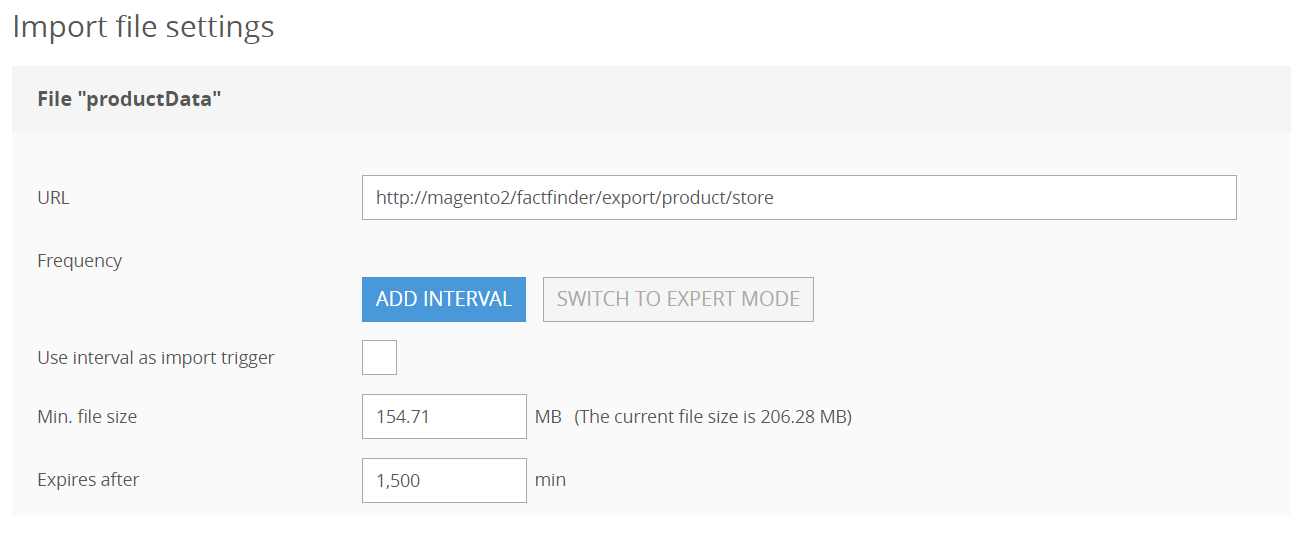 Import file settings
File "productData"
URL
http://magento2/factfinder/export/product/store
Frequency
ADD INTERVAL
SWITCH TO EXPERT MODE
Use interval as import trigger
Min. file size
154.71
MB (The current file size is 206.28 MB)
Expires after
1,500
min